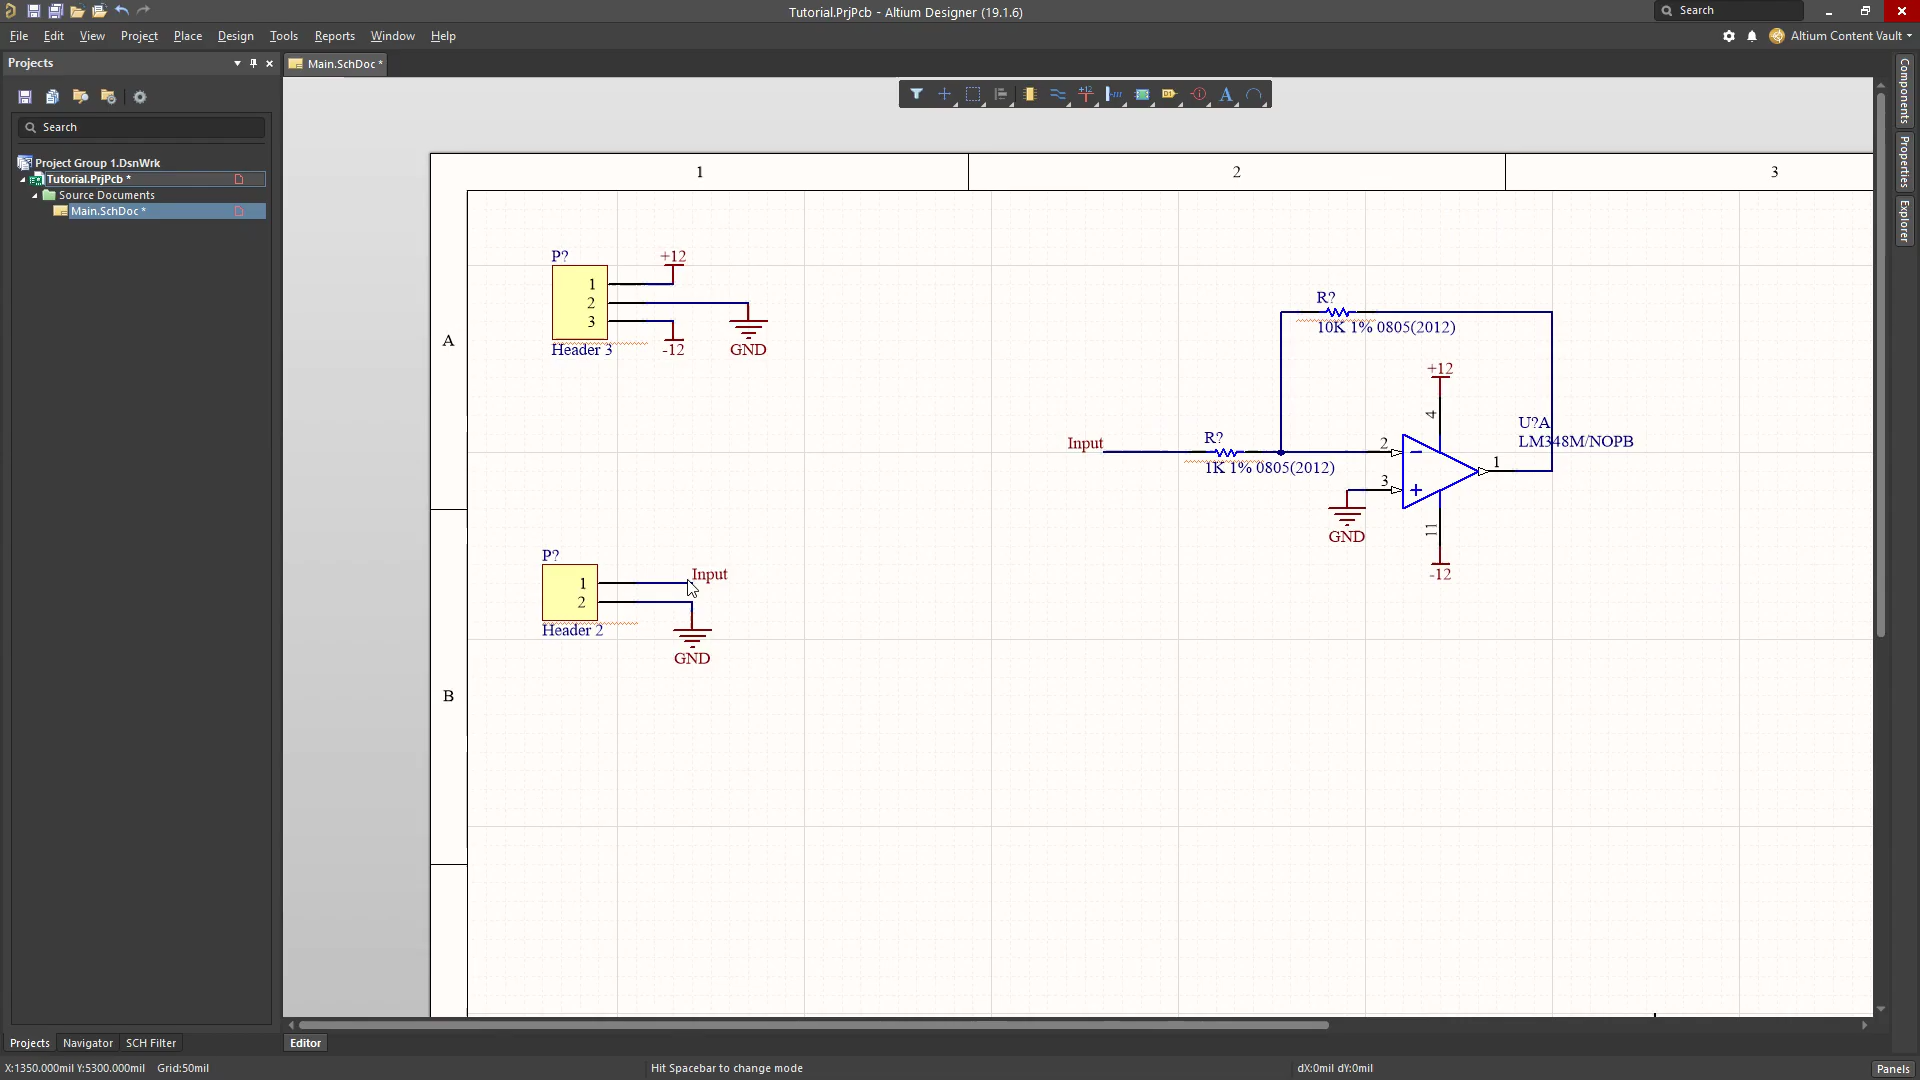 Tutorial.PrjPcb - Altium Designer (19.1.6)
Search
File Edit View Project Place Design Tools Reports Window Help
Altium Content Vault
Projects
Main.SchDoc *
Search
Project Group 1.DsnWrk
Tutorial.PrjPcb *
Source Documents
Main.SchDoc *
Components
Properties
Explorer
1
2
3
A
B
P?
+12
1
2
3
Header 3
-12
GND
P?
1
2
Input
Header 2
GND
R?
10K 1% 0805(2012)
+12
4
U?A
LM348M/NOPB
Input
R?
1K 1% 0805(2012)
2
3
1
GND
11
-12
Projects Navigator SCH Filter
Editor
X:1350.000mil Y:5300.000mil Grid:50mil
Hit Spacebar to change mode
dX:0mil dY:0mil
Panels